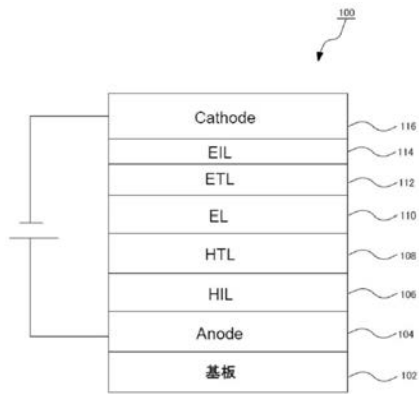 100
Cathode
116
EIL
114
ETL
112
EL
110
HTL
108
HIL
106
Anode
104
基板
102